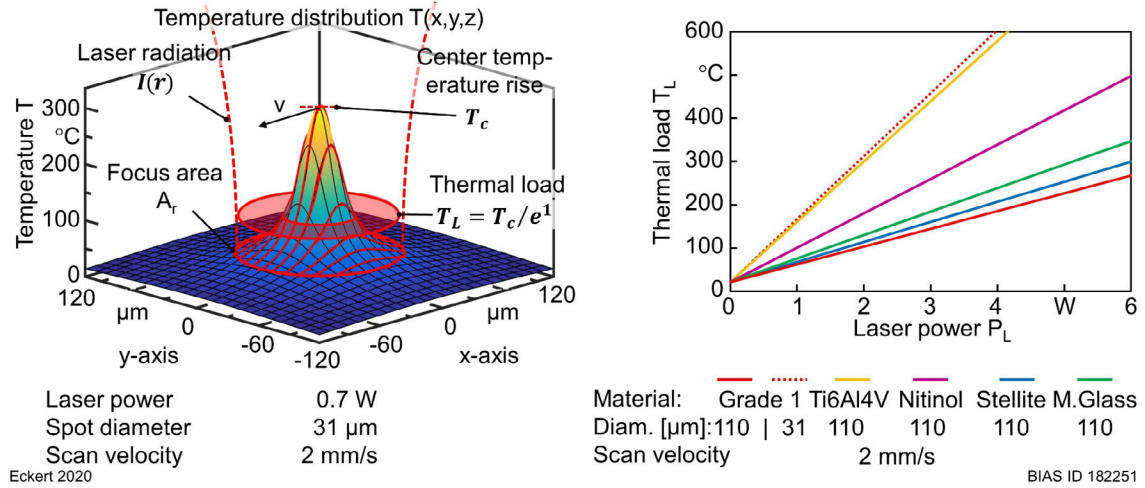 Temperature distribution T(x,y,z)
Laser radiation
I(r)
Center temp-
erature rise
T_c
v
Temperature T
300
°C
200
100
0
Focus area
A_r
Thermal load
T_L = T_c/e^1
120
µm
0
-60
-120
y-axis
-60
0
µm
120
x-axis
Laser power 0.7 W
Spot diameter 31 µm
Scan velocity 2 mm/s
Eckert 2020
Thermal load T_L
600
°C
400
300
200
100
0
0 1 2 3 4 W 6
Laser power P_L
Material: Grade 1 Ti6Al4V Nitinol Stellite M.Glass
Diam. [µm]: 110 | 31 110 110 110 110
Scan velocity 2 mm/s
BIAS ID 182251